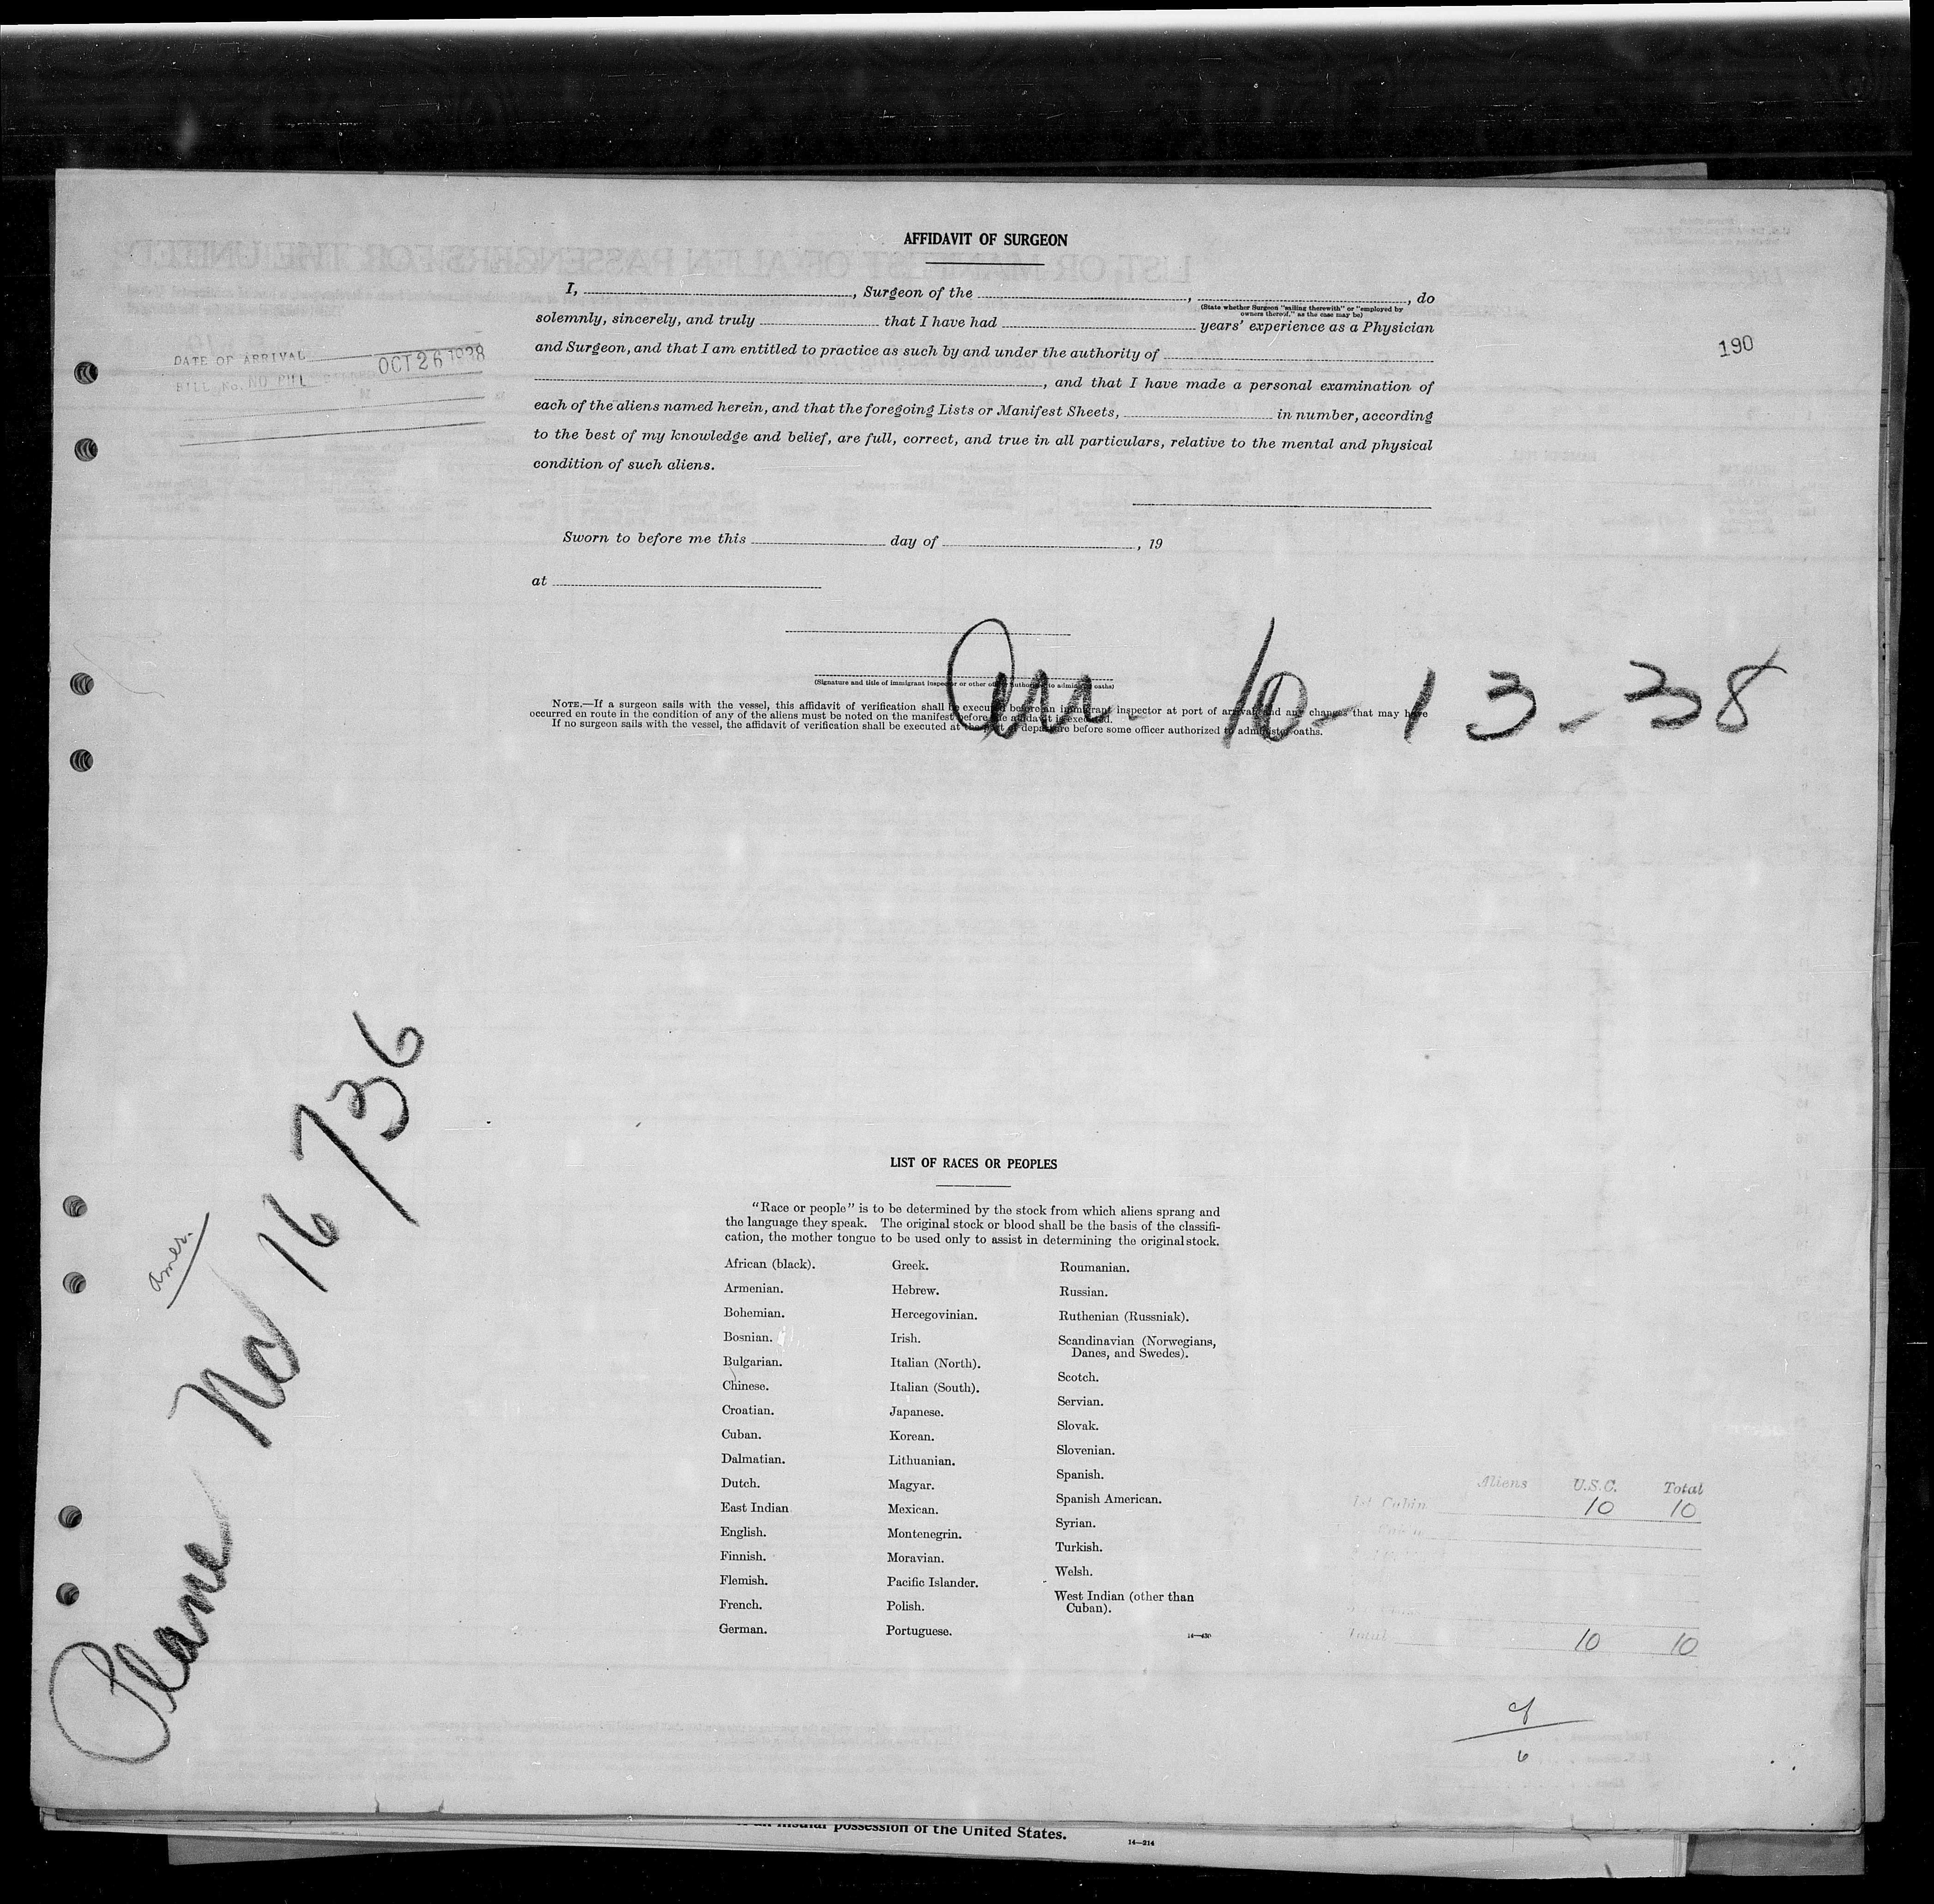 AFFIDAVIT OF SURGEON
I, , Surgeon of the , , do
(State whether Surgeon "sailing therewith" or "employed by
owners thereof," as the case may be)
solemnly, sincerely, and truly that I have had years' experience as a Physician
and Surgeon, and that I am entitled to practice as such by and under the authority of
, and that I have made a personal examination of
each of the aliens named herein, and that the foregoing Lists or Manifest Sheets, in number, according
to the best of my knowledge and belief, are full, correct, and true in all particulars, relative to the mental and physical
condition of such aliens.
DATE OF ARRIVAL OCT 26 1938
BILL No. NO BILL
190
Sworn to before me this day of , 19
at
(Signature and title of immigrant inspector or other officer authorized to administer oaths)
Arr. 10-13-38
NOTE.—If a surgeon sails with the vessel, this affidavit of verification shall be executed before an immigrant inspector at port of arrival and any changes that may have
occurred en route in the condition of any of the aliens must be noted on the manifest before the affidavit is executed.
If no surgeon sails with the vessel, the affidavit of verification shall be executed at the port of departure before some officer authorized to administer oaths.
Plane No 16736
Amer.
LIST OF RACES OR PEOPLES
"Race or people" is to be determined by the stock from which aliens sprang and
the language they speak. The original stock or blood shall be the basis of the classifi-
cation, the mother tongue to be used only to assist in determining the original stock.
African (black).
Armenian.
Bohemian.
Bosnian.
Bulgarian.
Chinese.
Croatian.
Cuban.
Dalmatian.
Dutch.
East Indian
English.
Finnish.
Flemish.
French.
German.
Greek.
Hebrew.
Hercegovinian.
Irish.
Italian (North).
Italian (South).
Japanese.
Korean.
Lithuanian.
Magyar.
Mexican.
Montenegrin.
Moravian.
Pacific Islander.
Polish.
Portuguese.
Roumanian.
Russian.
Ruthenian (Russniak).
Scandinavian (Norwegians,
Danes, and Swedes).
Scotch.
Servian.
Slovak.
Slovenian.
Spanish.
Spanish American.
Syrian.
Turkish.
Welsh.
West Indian (other than
Cuban).
Aliens U.S.C. Total
1st Cabin 10 10
Total 10 10
6
insular possession of the United States.
14—214